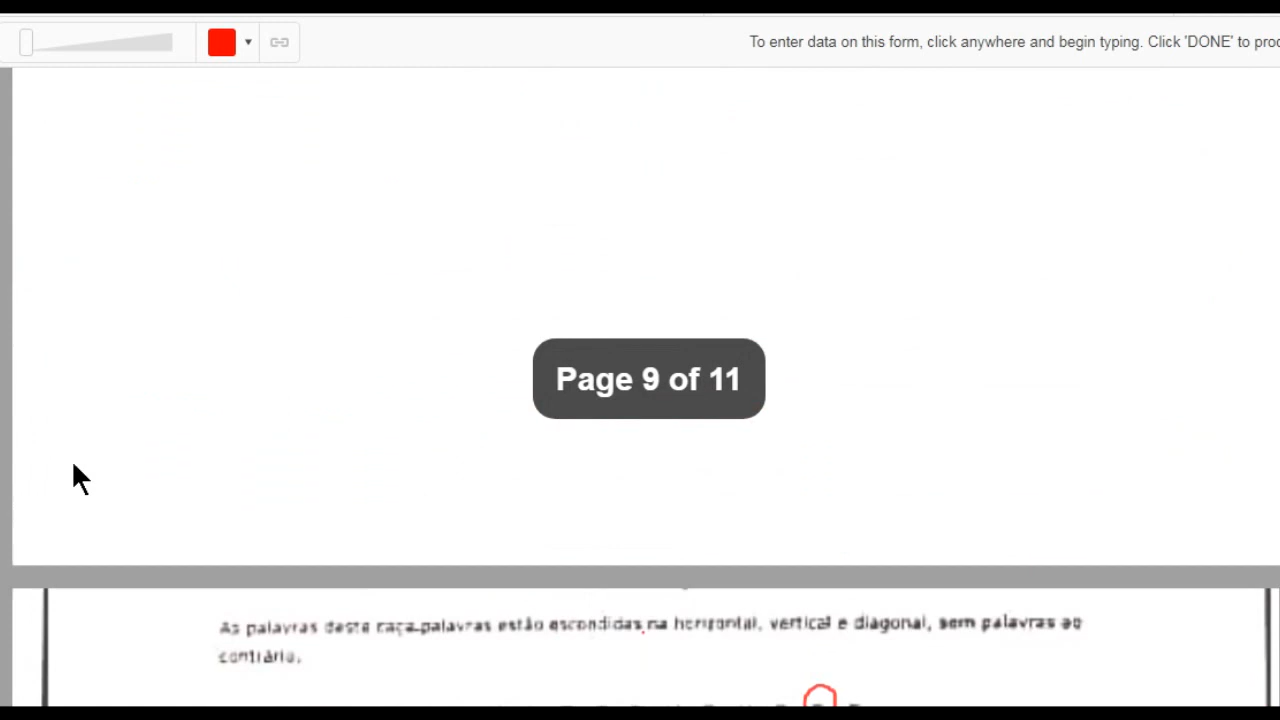 To enter data on this form, click anywhere and begin typing. Click 'DONE' to proc
Page 9 of 11
As palavras deste caça-palavras estão escondidas na horizontal, vertical e diagonal, sem palavras ao
contrário.